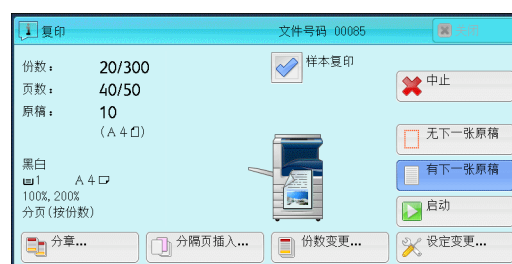 复印 文件号码 00085
份数： 20/300
页数： 40/50
原稿： 10
(A4)
样本复印
中止
无下一张原稿
有下一张原稿
启动
黑白
1 A4
100%, 200%
分页(按份数)
分章... 分隔页插入... 份数变更... 设定变更...